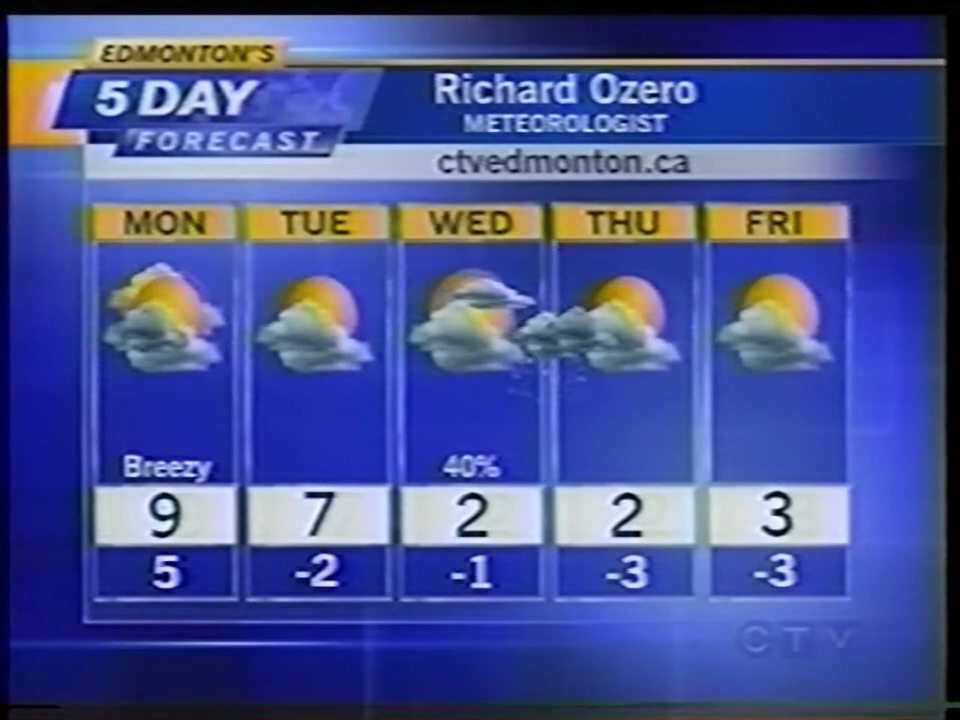 EDMONTON'S
5 DAY
FORECAST
Richard Ozero
METEOROLOGIST
ctvedmonton.ca
MON TUE WED THU FRI
Breezy 40%
9 7 2 2 3
5 -2 -1 -3 -3
CTV